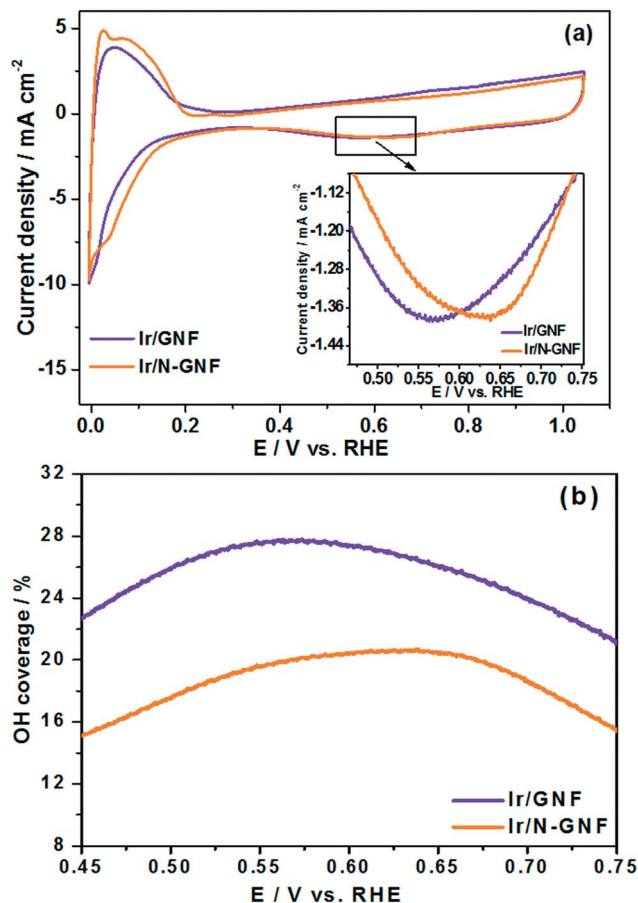 (a)
Current density / mA cm-2
5
0
-5
-10
-15
0.0 0.2 0.4 0.6 0.8 1.0
E / V vs. RHE
Ir/GNF
Ir/N-GNF
Current density / mA cm-2
-1.12
-1.20
-1.28
-1.36
-1.44
0.50 0.55 0.60 0.65 0.70 0.75
E / V vs. RHE
Ir/GNF
Ir/N-GNF
(b)
OH coverage / %
32
28
24
20
16
12
8
0.45 0.50 0.55 0.60 0.65 0.70 0.75
E / V vs. RHE
Ir/GNF
Ir/N-GNF